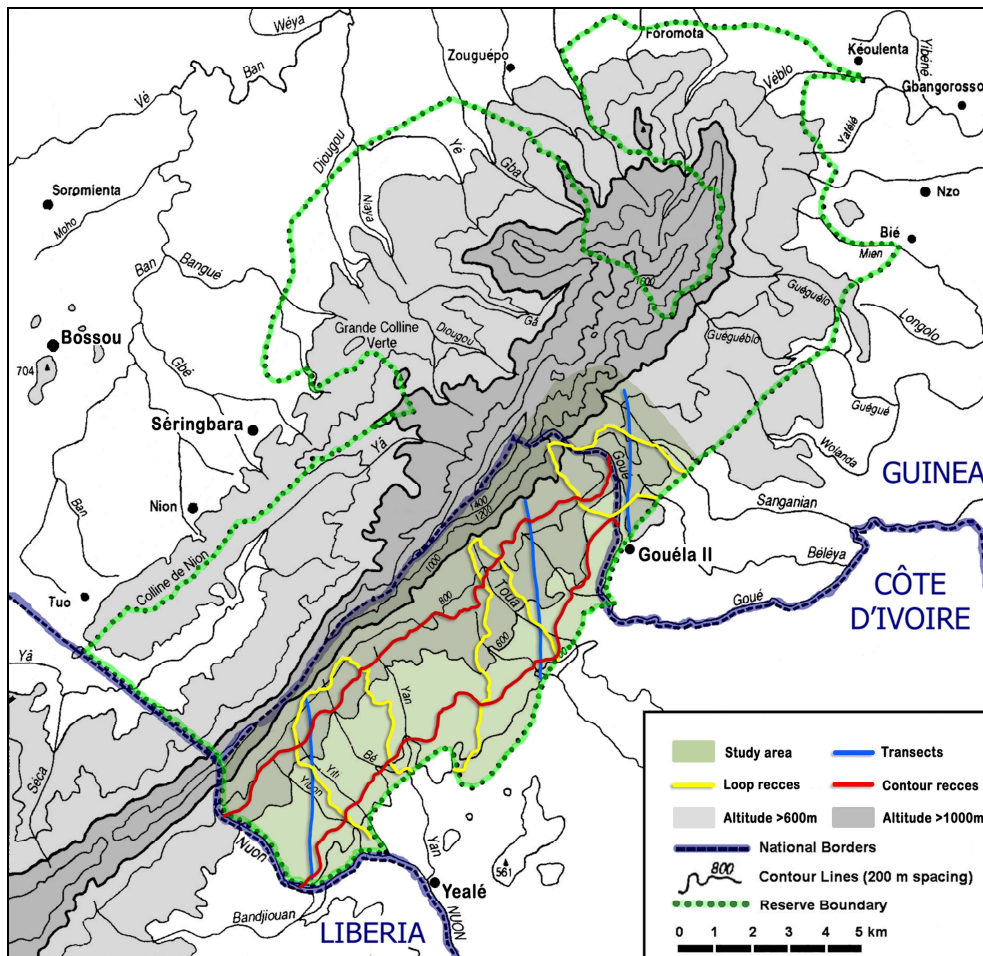 Wéya
Foromota
Ban
Zouguépo
Kéoulenta
Yibéné
Véblo
Gbangorosso
Vé
Diougou
Yé
Yafélé
Gba
Soromienta
Niaya
Nzo
Moho
Bié
Ban
Bangué
Mien
1600
Guéguélo
Gâ
Longolo
Grande Colline
Verte
Diougou
Guéguéblo
Bossou
704
Gbé
Guégué
Séringbara
Yâ
Wolanda
Goué
GUINEA
Nion
1400
Sanganian
Ban
1200
Gouéla II
Béléya
1000
Colline de Nion
Toua
Goué
CÔTE
D'IVOIRE
Tuo
800
600
Yâ
Yan
Bé
Yiti
Yibon
Seca
Nuon
Yan
561
Yealé
Bandjiouan
NUON
LIBERIA
Study area
Transects
Loop recces
Contour recces
Altitude >600m
Altitude >1000m
National Borders
800
Contour Lines (200 m spacing)
Reserve Boundary
0 1 2 3 4 5 km